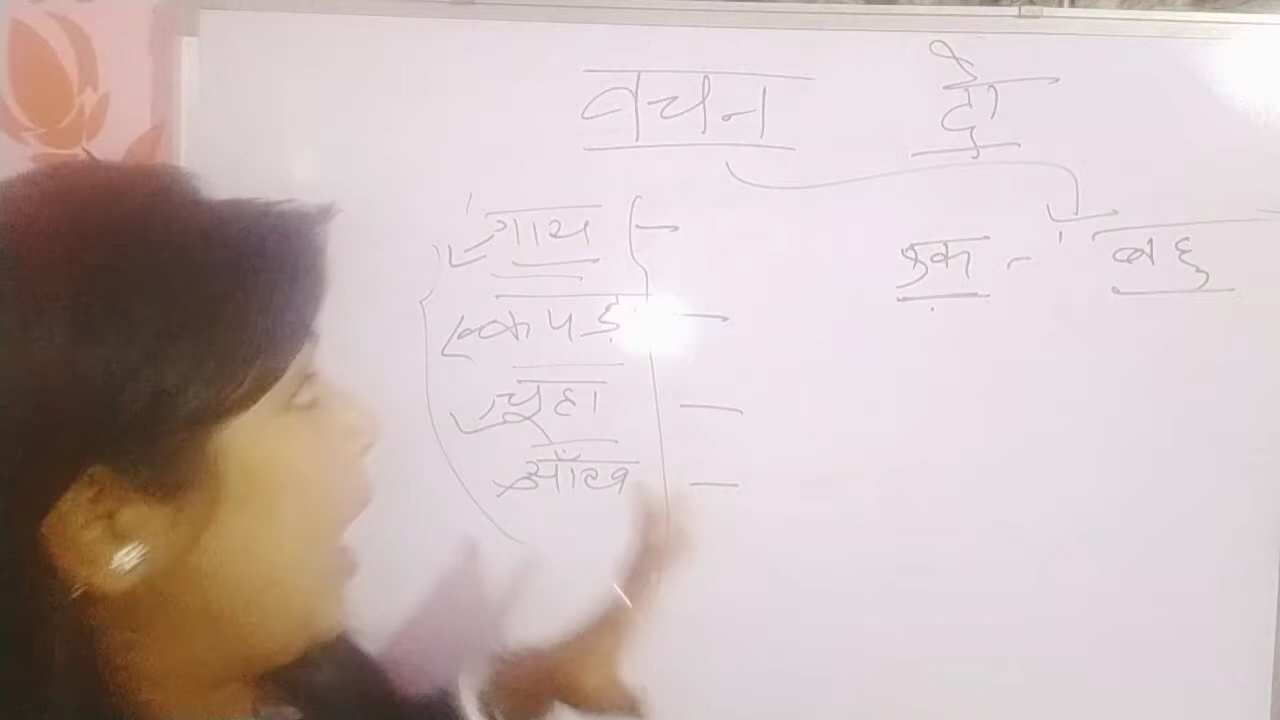 वचन दो
एक - बहु
गाय -
कपड़ -
चूहा -
आँख -